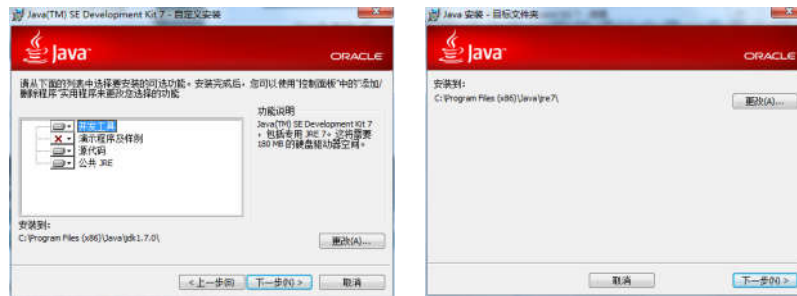 Java(TM) SE Development Kit 7 - 自定义安装
Java
ORACLE
请从下面的列表中选择要安装的可选功能。安装完成后，您可以使用"控制面板"中的"添加/
删除程序"实用程序来更改您选择的功能
开发工具
演示程序及样例
源代码
公共 JRE
功能说明
Java(TM) SE Development Kit 7
，包括专用 JRE 7。这将需要
180 MB 的硬盘驱动器空间。
安装到:
C:\Program Files (x86)\Java\jdk1.7.0\
更改(A)...
<上一步(B)
下一步(N) >
取消
Java 安装 - 目标文件夹
Java
ORACLE
安装到:
C:\Program Files (x86)\Java\jre7\
更改(A)...
取消
下一步(N) >